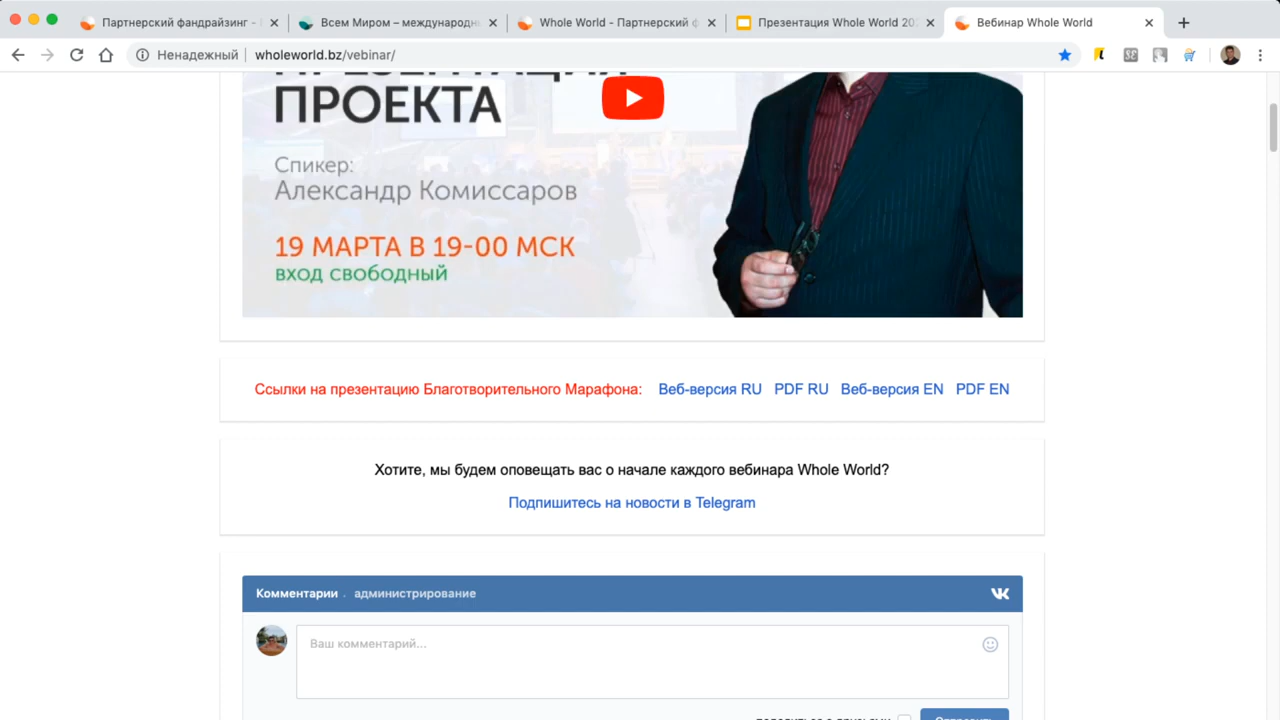 Партнерский фандрайзинг -
Всем Миром – международн
Whole World - Партнерский ф
Презентация Whole World 20
Вебинар Whole World
Ненадежный
wholeworld.bz/vebinar/
ПРЕЗЕНТАЦИЯ
ПРОЕКТА
Спикер:
Александр Комиссаров
19 МАРТА В 19-00 МСК
ВХОД СВОБОДНЫЙ
Ссылки на презентацию Благотворительного Марафона: Веб-версия RU PDF RU Веб-версия EN PDF EN
Хотите, мы будем оповещать вас о начале каждого вебинара Whole World?
Подпишитесь на новости в Telegram
Комментарии . администрирование
Ваш комментарий...